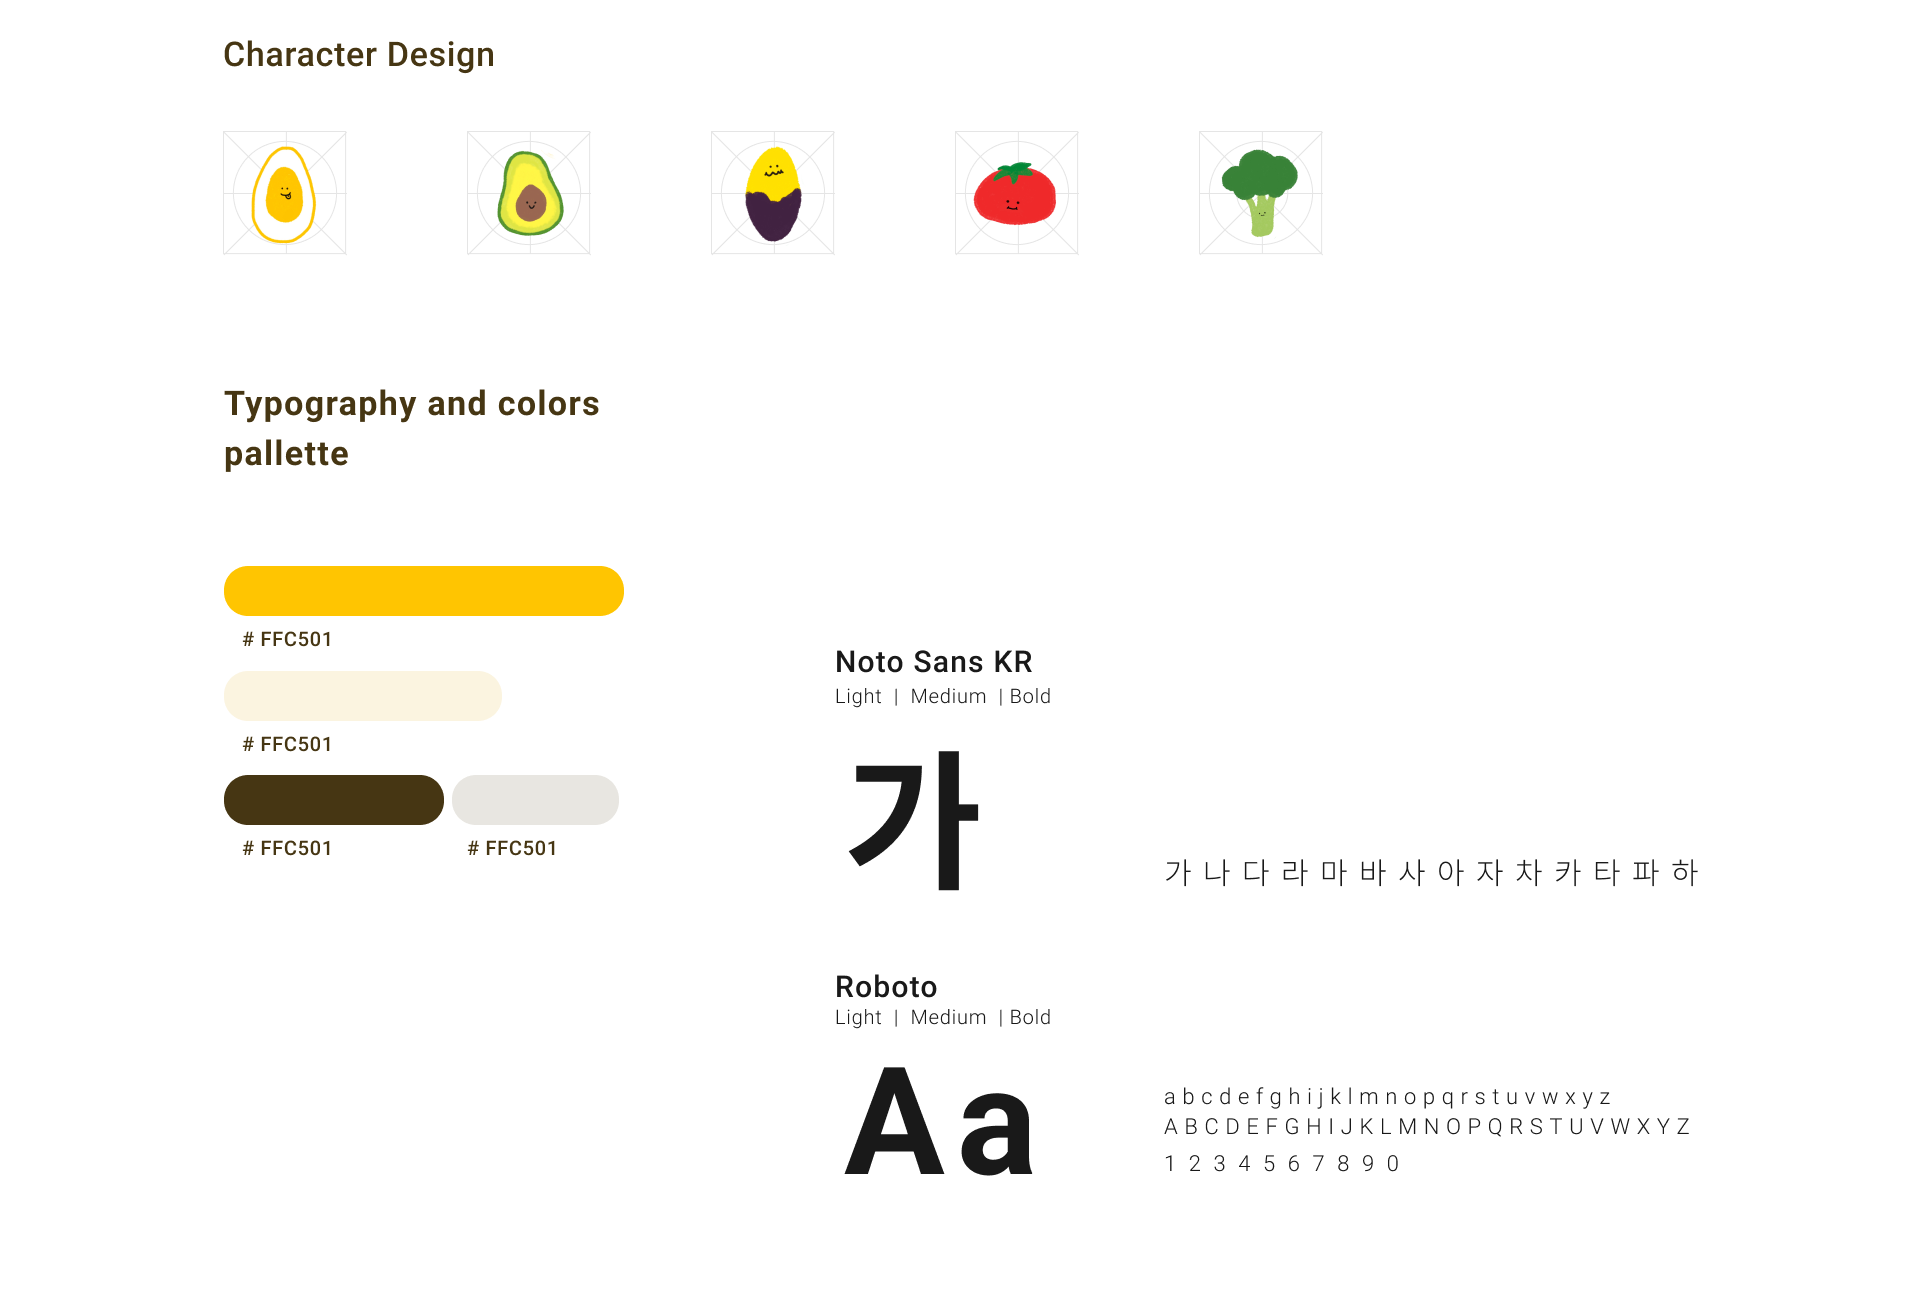 Character Design
Typography and colors
pallette
# FFC501
# FFC501
# FFC501
# FFC501
Noto Sans KR
Light | Medium | Bold
가
가 나 다 라 마 바 사 아 자 차 카 타 파 하
Roboto
Light | Medium | Bold
Aa
a b c d e f g h i j k l m n o p q r s t u v w x y z
A B C D E F G H I J K L M N O P Q R S T U V W X Y Z
1 2 3 4 5 6 7 8 9 0